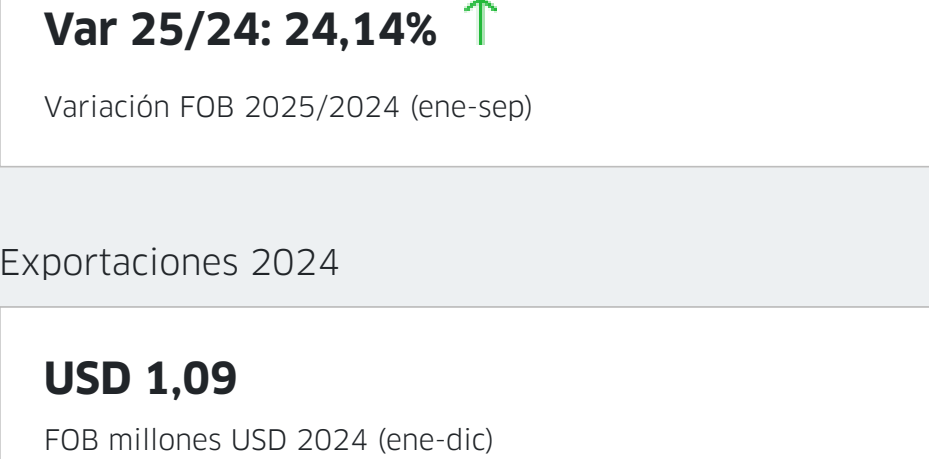 Var 25/24: 24,14%
Variación FOB 2025/2024 (ene-sep)
Exportaciones 2024
USD 1,09
FOB millones USD 2024 (ene-dic)